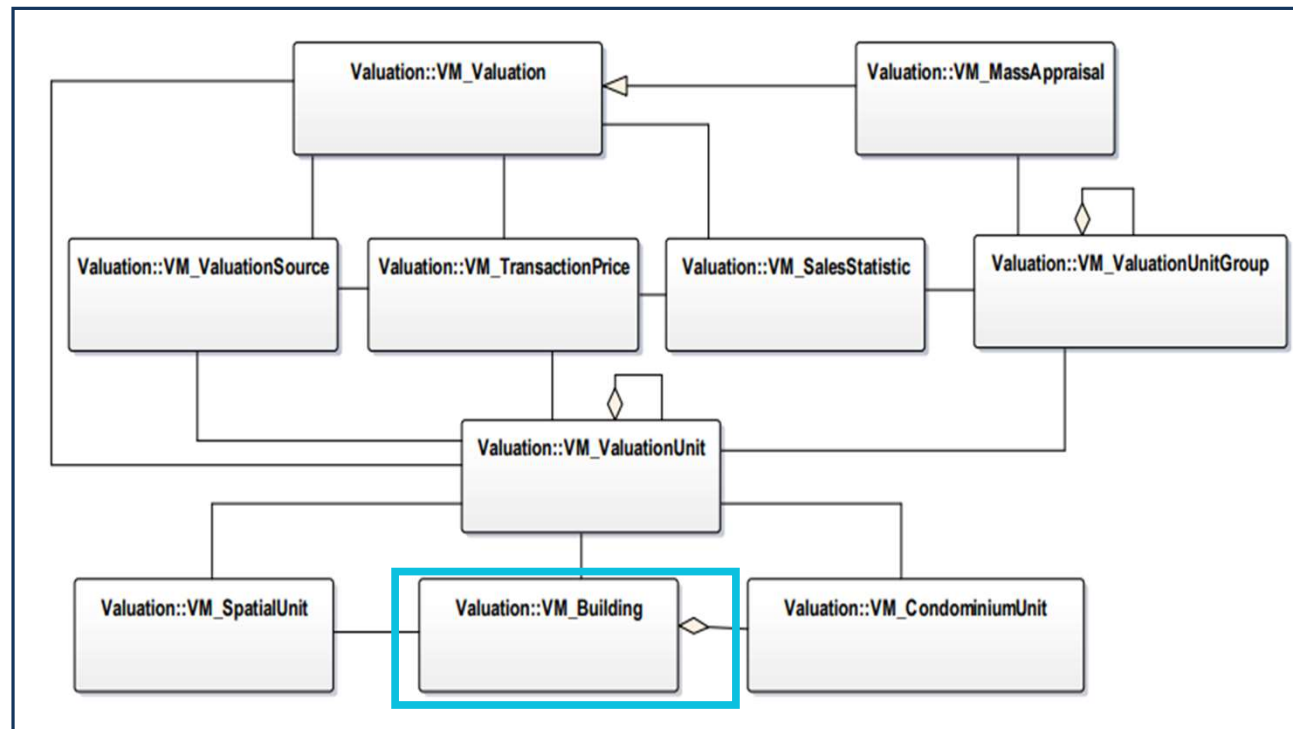 Valuation::VM_Valuation
Valuation::VM_MassAppraisal
Valuation::VM_ValuationSource
Valuation::VM_TransactionPrice
Valuation::VM_SalesStatistic
Valuation::VM_ValuationUnitGroup
Valuation::VM_ValuationUnit
Valuation::VM_SpatialUnit
Valuation::VM_Building
Valuation::VM_CondominiumUnit